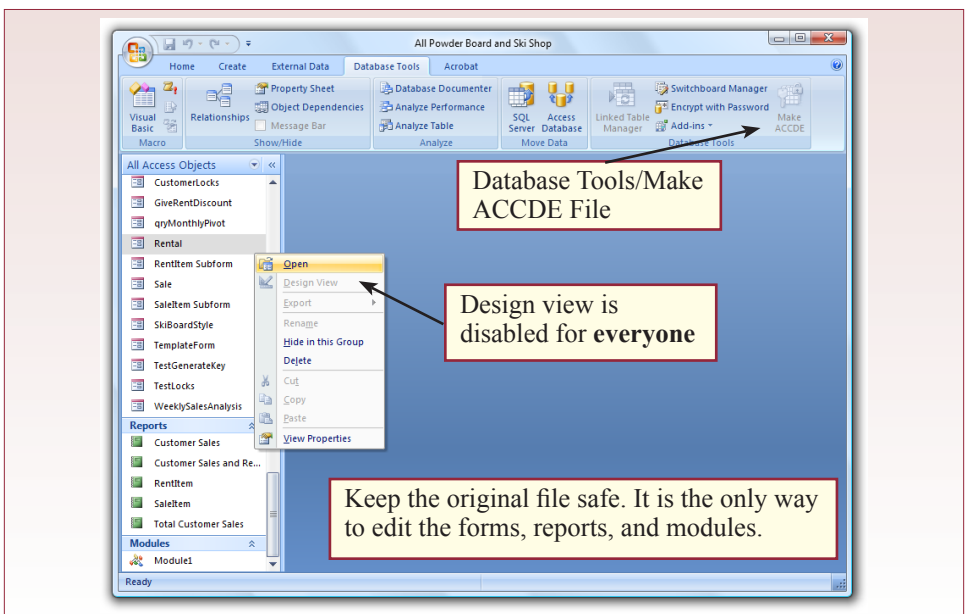 All Powder Board and Ski Shop
Home Create External Data Database Tools Acrobat
Visual Basic
Macro
Relationships
Property Sheet
Object Dependencies
Message Bar
Show/Hide
Database Documenter
Analyze Performance
Analyze Table
Analyze
SQL Server
Access Database
Move Data
Linked Table Manager
Switchboard Manager
Encrypt with Password
Add-ins
Make ACCDE
Database Tools
All Access Objects
CustomerLocks
GiveRentDiscount
qryMonthlyPivot
Rental
RentItem Subform
Sale
SaleItem Subform
SkiBoardStyle
TemplateForm
TestGenerateKey
TestLocks
WeeklySalesAnalysis
Reports
Customer Sales
Customer Sales and Re...
RentItem
SaleItem
Total Customer Sales
Modules
Module1
Open
Design View
Export
Rename
Hide in this Group
Delete
Cut
Copy
Paste
View Properties
Database Tools/Make
ACCDE File
Design view is
disabled for everyone
Keep the original file safe. It is the only way
to edit the forms, reports, and modules.
Ready